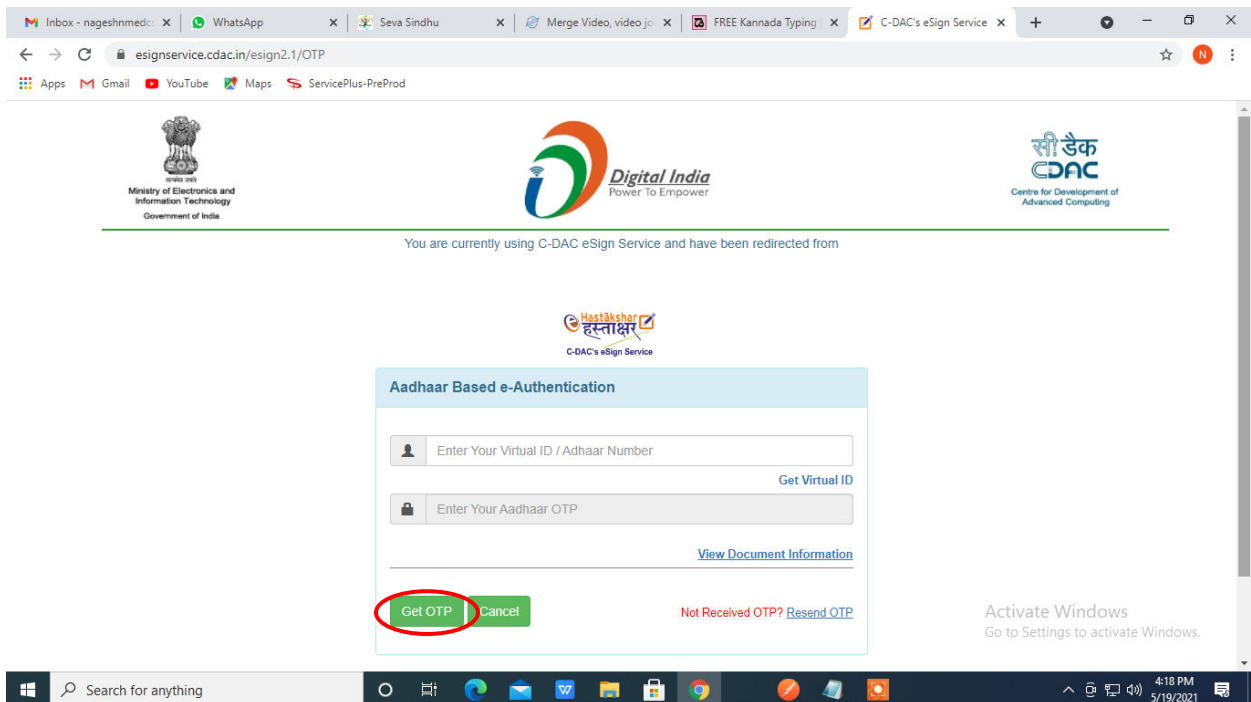 Inbox - nageshnmedc
WhatsApp
Seva Sindhu
Merge Video, video jo
FREE Kannada Typing
C-DAC's eSign Service
esignservice.cdac.in/esign2.1/OTP
N
Apps
Gmail
YouTube
Maps
ServicePlus-PreProd
सत्यमेव जयते
Ministry of Electronics and
Information Technology
Government of India
Digital India
Power To Empower
सी डैक
CDAC
Centre for Development of
Advanced Computing
You are currently using C-DAC eSign Service and have been redirected from
e Hastākshar
हस्ताक्षर
C-DAC's eSign Service
Aadhaar Based e-Authentication
Enter Your Virtual ID / Adhaar Number
Get Virtual ID
Enter Your Aadhaar OTP
View Document Information
Get OTP
Cancel
Not Received OTP? Resend OTP
Activate Windows
Go to Settings to activate Windows.
Search for anything
W
4:18 PM
5/19/2021